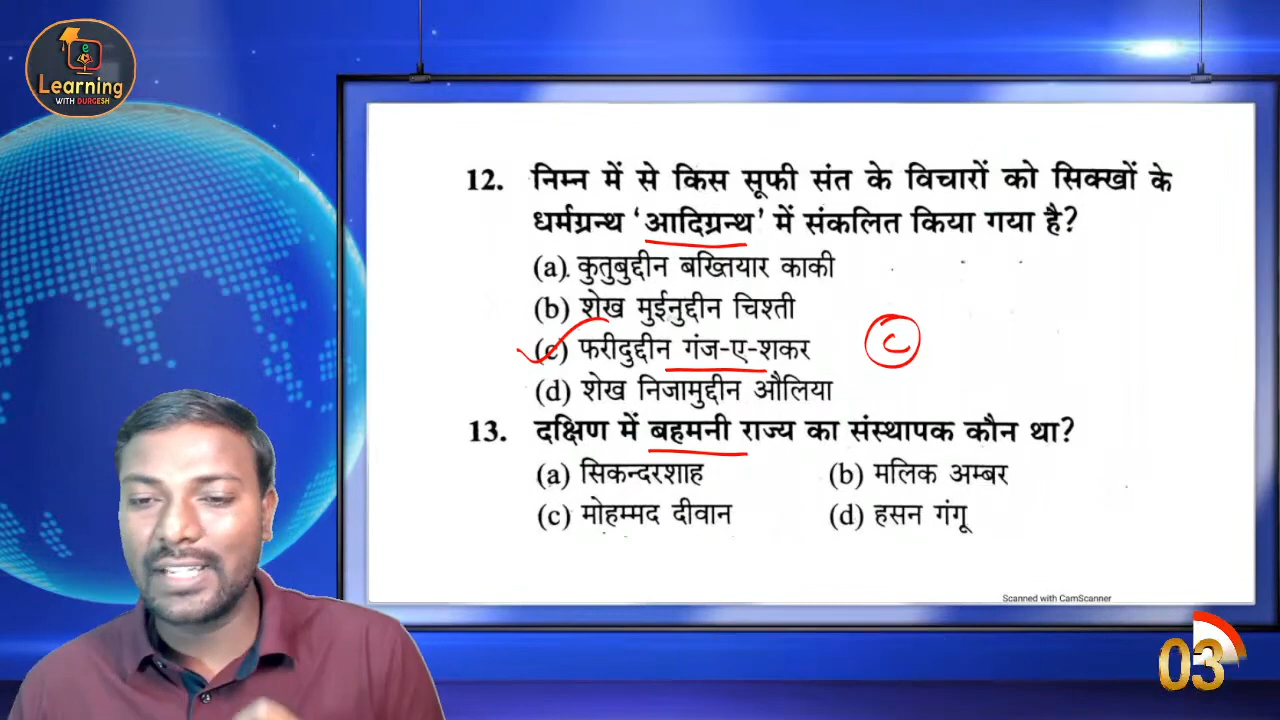 e
Learning
WITH DURGESH
12. निम्न में से किस सूफी संत के विचारों को सिक्खों के
धर्मग्रन्थ 'आदिग्रन्थ' में संकलित किया गया है?
(a) कुतुबुद्दीन बख्तियार काकी
(b) शेख मुईनुद्दीन चिश्ती
(c) फरीदुद्दीन गंज-ए-शकर
C
(d) शेख निजामुद्दीन औलिया
13. दक्षिण में बहमनी राज्य का संस्थापक कौन था?
(a) सिकन्दरशाह (b) मलिक अम्बर
(c) मोहम्मद दीवान (d) हसन गंगू
Scanned with CamScanner
03